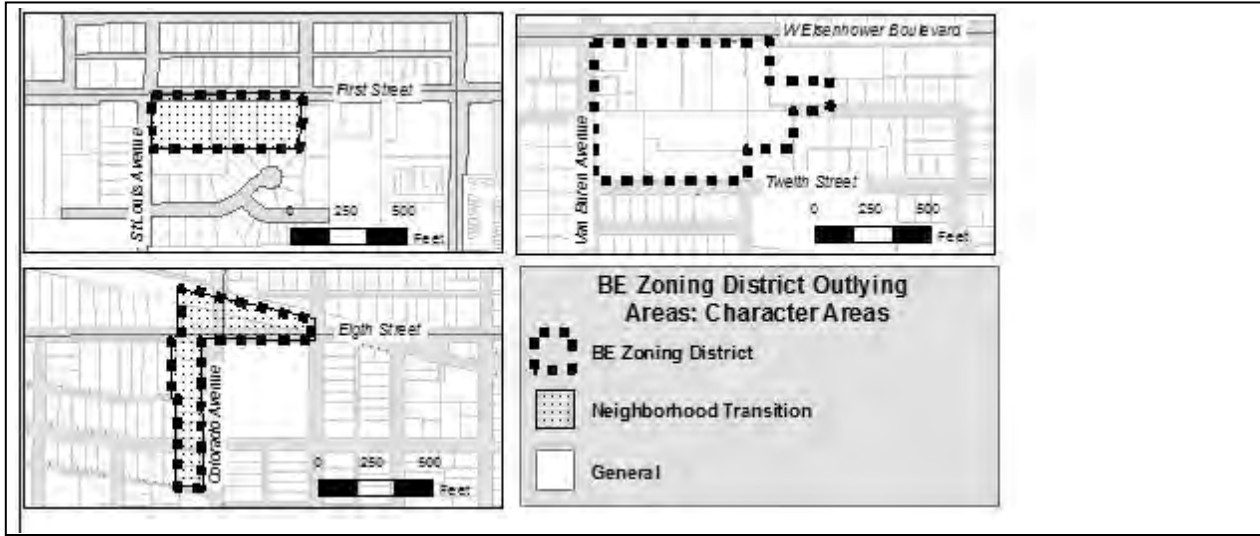 First Street
St Louis Avenue
0 250 500
Feet
W Eisenhower Boulevard
Van Buren Avenue
Twelth Street
0 250 500
Feet
Eigth Street
Colorado Avenue
0 250 500
Feet
BE Zoning District Outlying
Areas: Character Areas
BE Zoning District
Neighborhood Transition
General